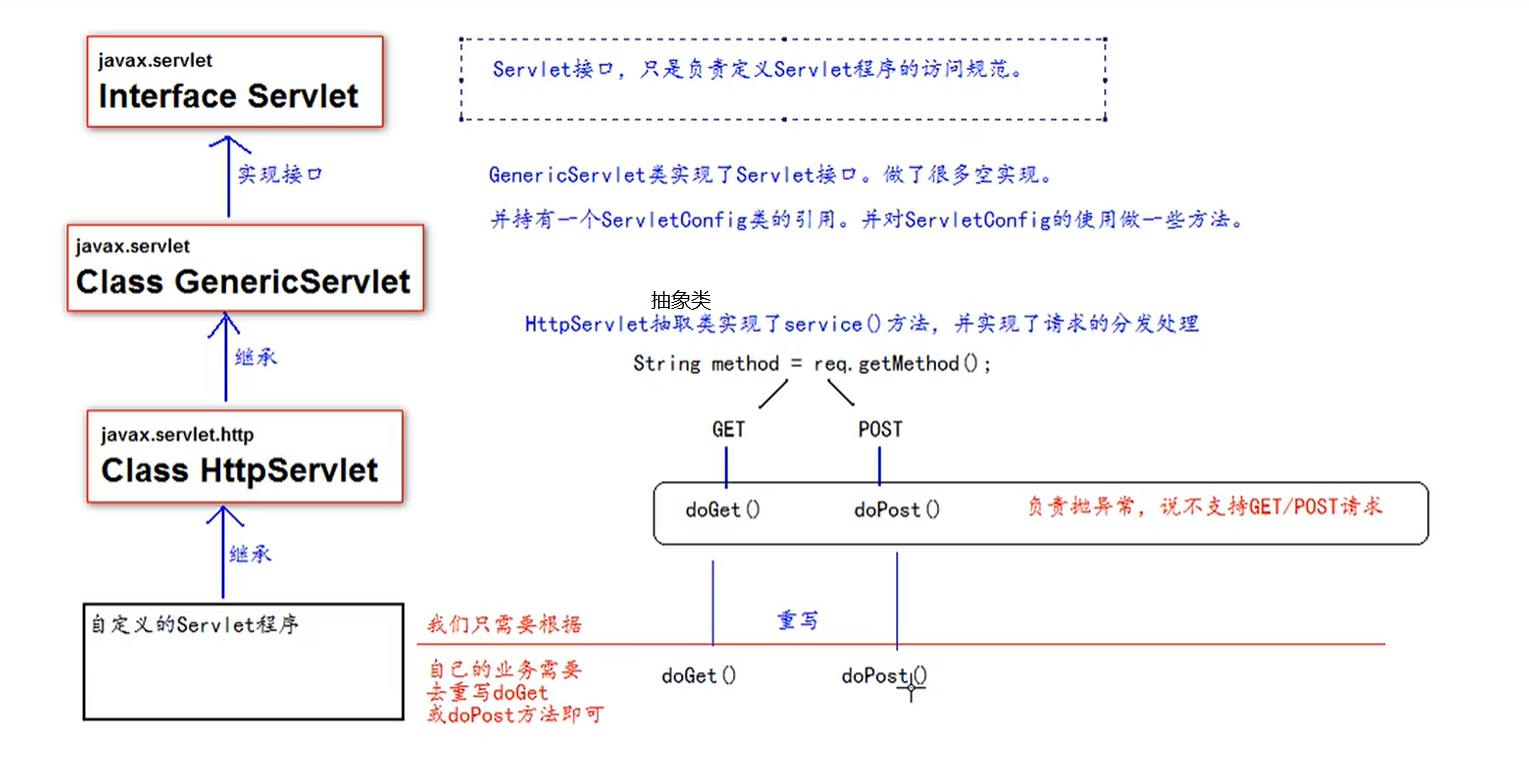 javax.servlet
Interface Servlet
Servlet接口，只是负责定义Servlet程序的访问规范。
实现接口
GenericServlet类实现了Servlet接口。做了很多空实现。
并持有一个ServletConfig类的引用。并对ServletConfig的使用做一些方法。
javax.servlet
Class GenericServlet
抽象类
HttpServlet抽取类实现了service()方法，并实现了请求的分发处理
继承
String method = req.getMethod();
GET
POST
javax.servlet.http
Class HttpServlet
doGet()
doPost()
负责抛异常，说不支持GET/POST请求
继承
自定义的Servlet程序
我们只需要根据
重写
自己的业务需要
去重写doGet
或doPost方法即可
doGet()
doPost()